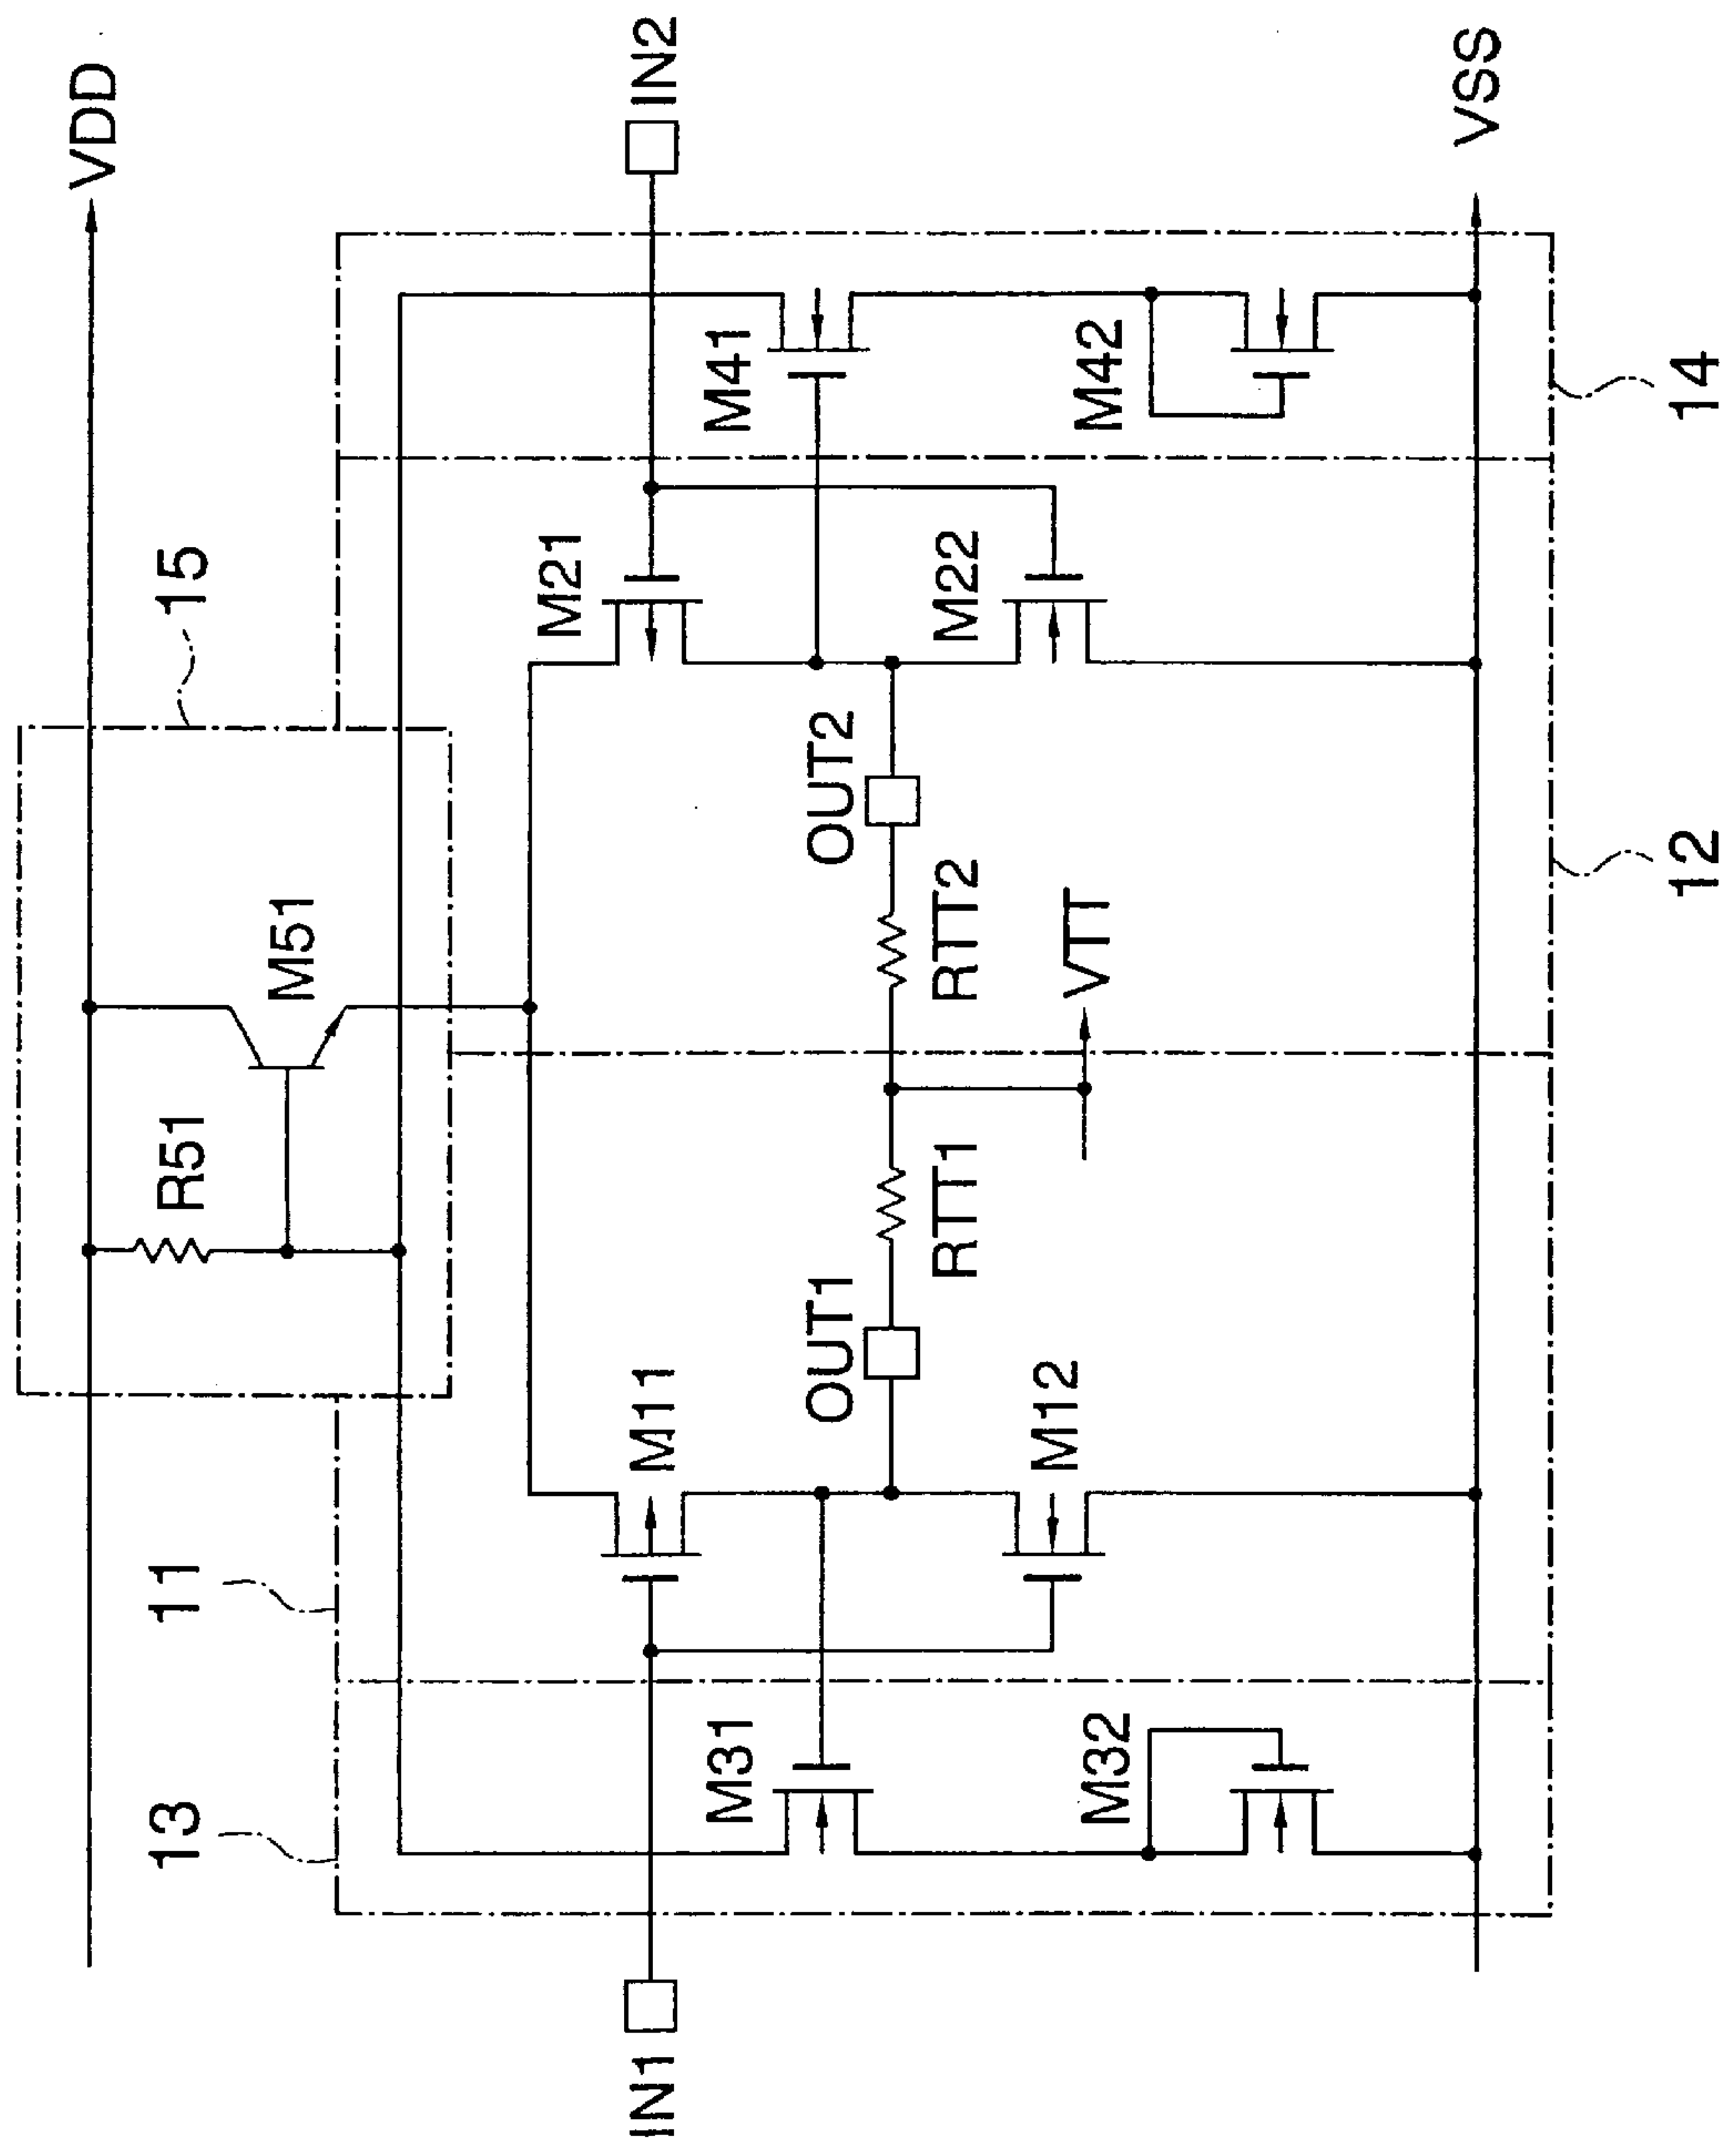 VDD
15
R51
M51
11
13
M11
M21
IN1
IN2
M31
M41
OUT1
OUT2
RTT1
RTT2
M12
M22
VTT
M32
M42
VSS
12
14